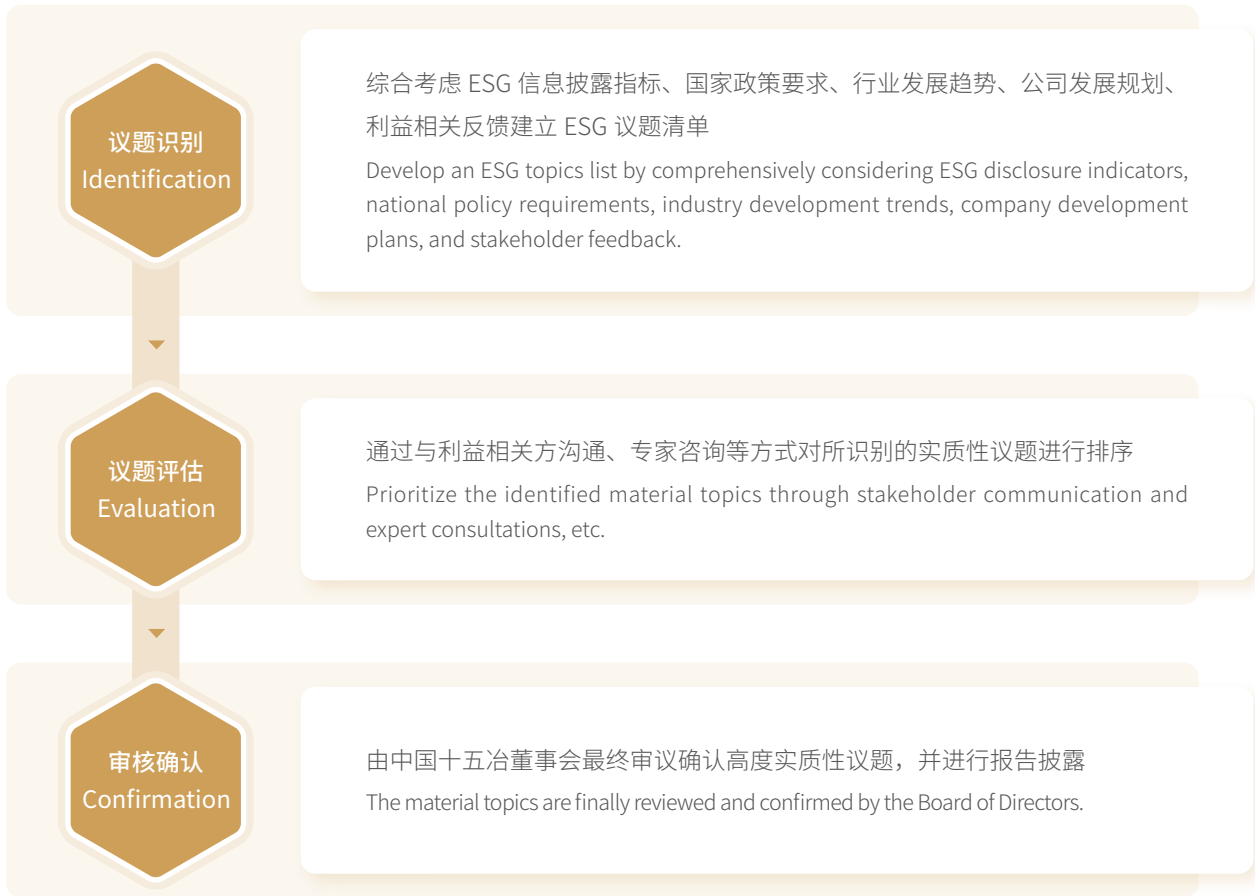 议题识别
Identification
综合考虑 ESG 信息披露指标、国家政策要求、行业发展趋势、公司发展规划、
利益相关反馈建立 ESG 议题清单
Develop an ESG topics list by comprehensively considering ESG disclosure indicators,
national policy requirements, industry development trends, company development
plans, and stakeholder feedback.
议题评估
Evaluation
通过与利益相关方沟通、专家咨询等方式对所识别的实质性议题进行排序
Prioritize the identified material topics through stakeholder communication and
expert consultations, etc.
审核确认
Confirmation
由中国十五冶董事会最终审议确认高度实质性议题，并进行报告披露
The material topics are finally reviewed and confirmed by the Board of Directors.